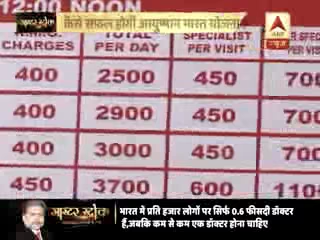 12:00 NOON
कैसे सफल होगी आयुष्मान भारत योजना
abp
न्यूज़
CHARGES
TOTAL PER DAY
SPECIALIST PER VISIT
400 2500 450 700
400 2900 450 700
400 3000 450 700
450 3700 600
मास्टर स्ट्रोक
भारत में प्रति हजार लोगों पर सिर्फ 0.6 फीसदी डॉक्टर
हैं,जबकि कम से कम एक डॉक्टर होना चाहिए